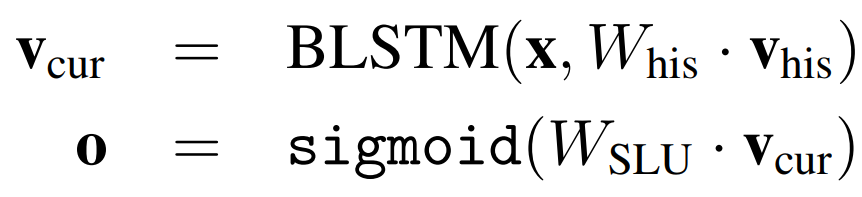 v_cur = BLSTM(x, W_his · v_his)
o = sigmoid(W_SLU · v_cur)